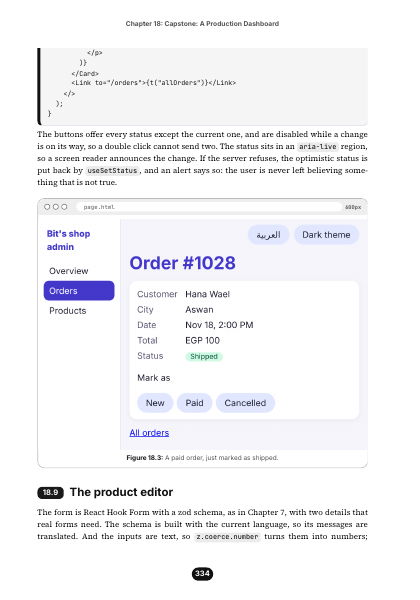 Chapter 18: Capstone: A Production Dashboard
</p>
)}
</Card>
<Link to="/orders">{t("allOrders")}</Link>
</>
);
}
The buttons offer every status except the current one, and are disabled while a change
is on its way, so a double click cannot send two. The status sits in an aria-live region,
so a screen reader announces the change. If the server refuses, the optimistic status is
put back by useSetStatus, and an alert says so: the user is never left believing some-
thing that is not true.
page.html
600px
Bit's shop
admin
Overview
Orders
Products
العربية
Dark theme
Order #1028
Customer Hana Wael
City Aswan
Date Nov 18, 2:00 PM
Total EGP 100
Status Shipped
Mark as
New Paid Cancelled
All orders
Figure 18.3: A paid order, just marked as shipped.
18.9 The product editor
The form is React Hook Form with a zod schema, as in Chapter 7, with two details that
real forms need. The schema is built with the current language, so its messages are
translated. And the inputs are text, so z.coerce.number turns them into numbers;
334